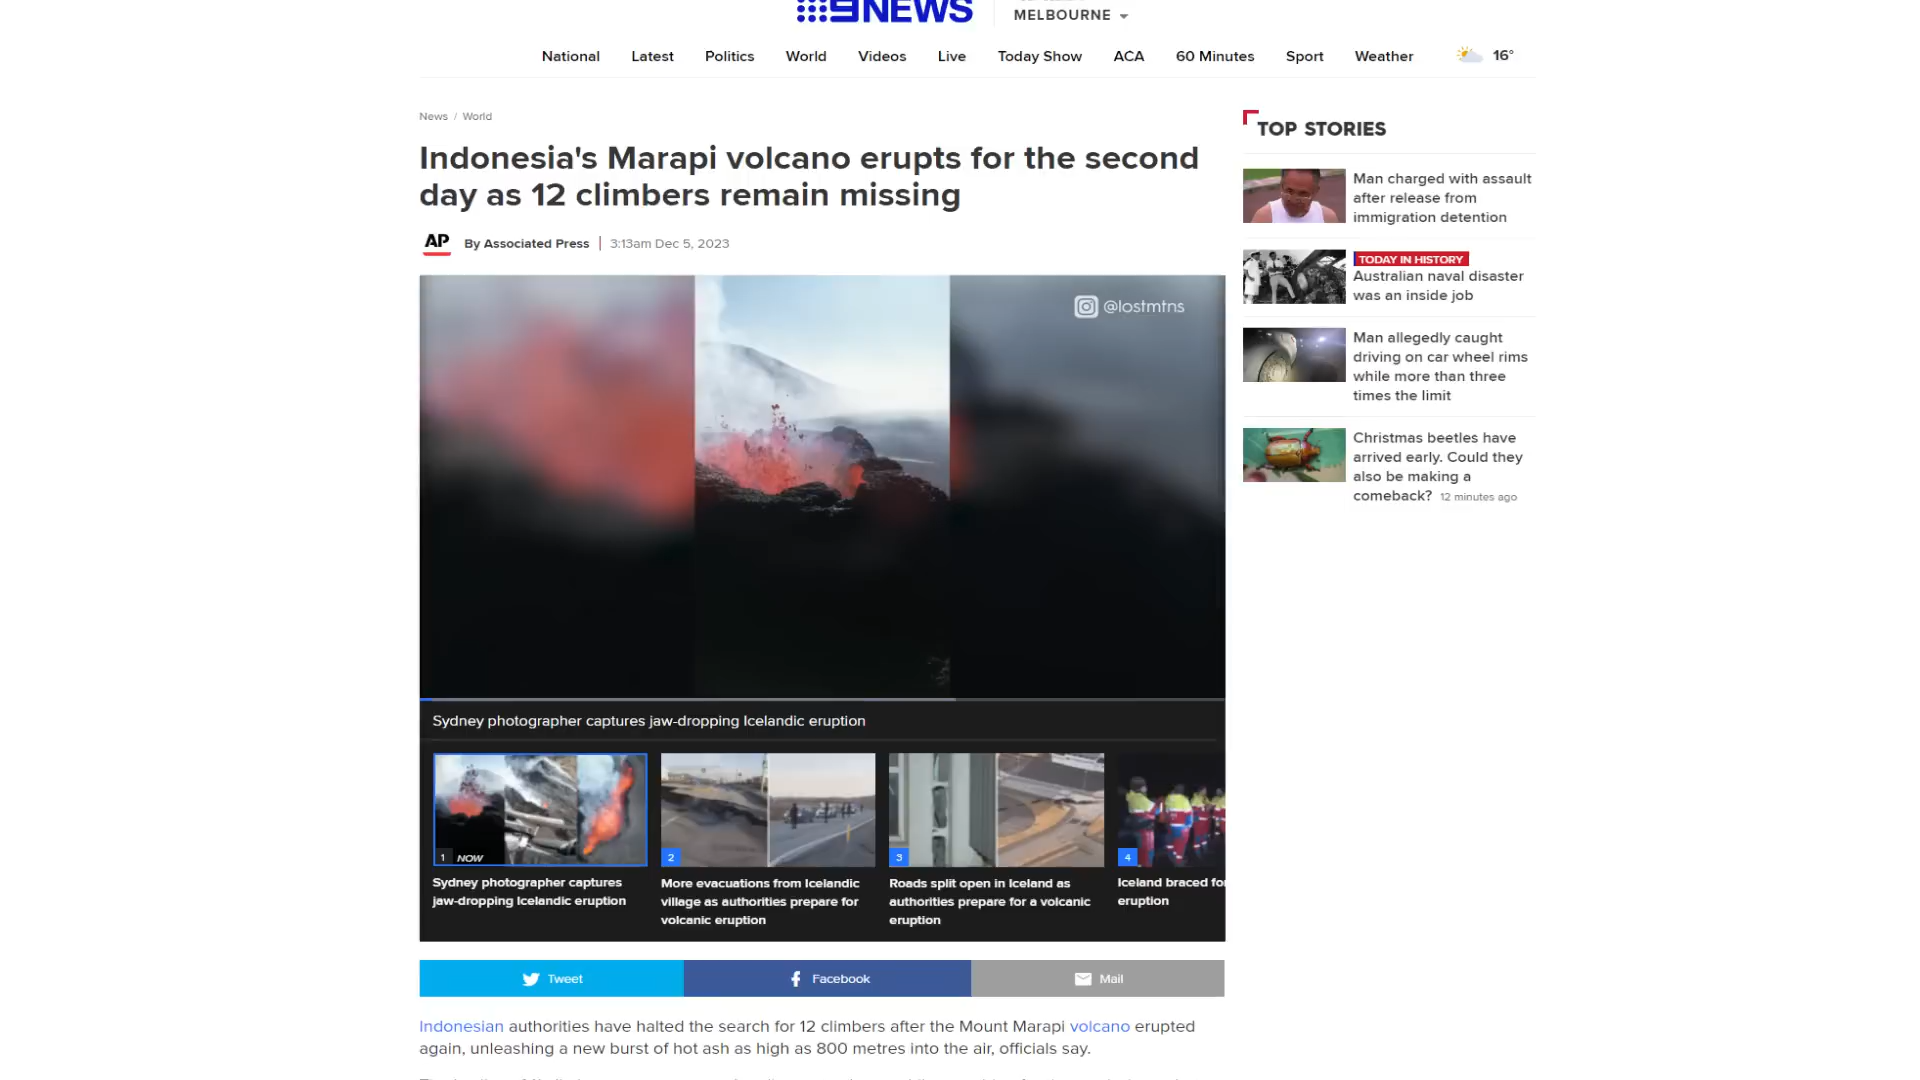 9NEWS
MELBOURNE
National Latest Politics World Videos Live Today Show ACA 60 Minutes Sport Weather 16°
News / World
Indonesia's Marapi volcano erupts for the second
day as 12 climbers remain missing
AP By Associated Press | 3:13am Dec 5, 2023
@lostmtns
Sydney photographer captures jaw-dropping Icelandic eruption
1 NOW
Sydney photographer captures
jaw-dropping Icelandic eruption
2
More evacuations from Icelandic
village as authorities prepare for
volcanic eruption
3
Roads split open in Iceland as
authorities prepare for a volcanic
eruption
4
Iceland braced for
eruption
Tweet Facebook Mail
Indonesian authorities have halted the search for 12 climbers after the Mount Marapi volcano erupted
again, unleashing a new burst of hot ash as high as 800 metres into the air, officials say.
TOP STORIES
Man charged with assault
after release from
immigration detention
TODAY IN HISTORY
Australian naval disaster
was an inside job
Man allegedly caught
driving on car wheel rims
while more than three
times the limit
Christmas beetles have
arrived early. Could they
also be making a
comeback? 12 minutes ago